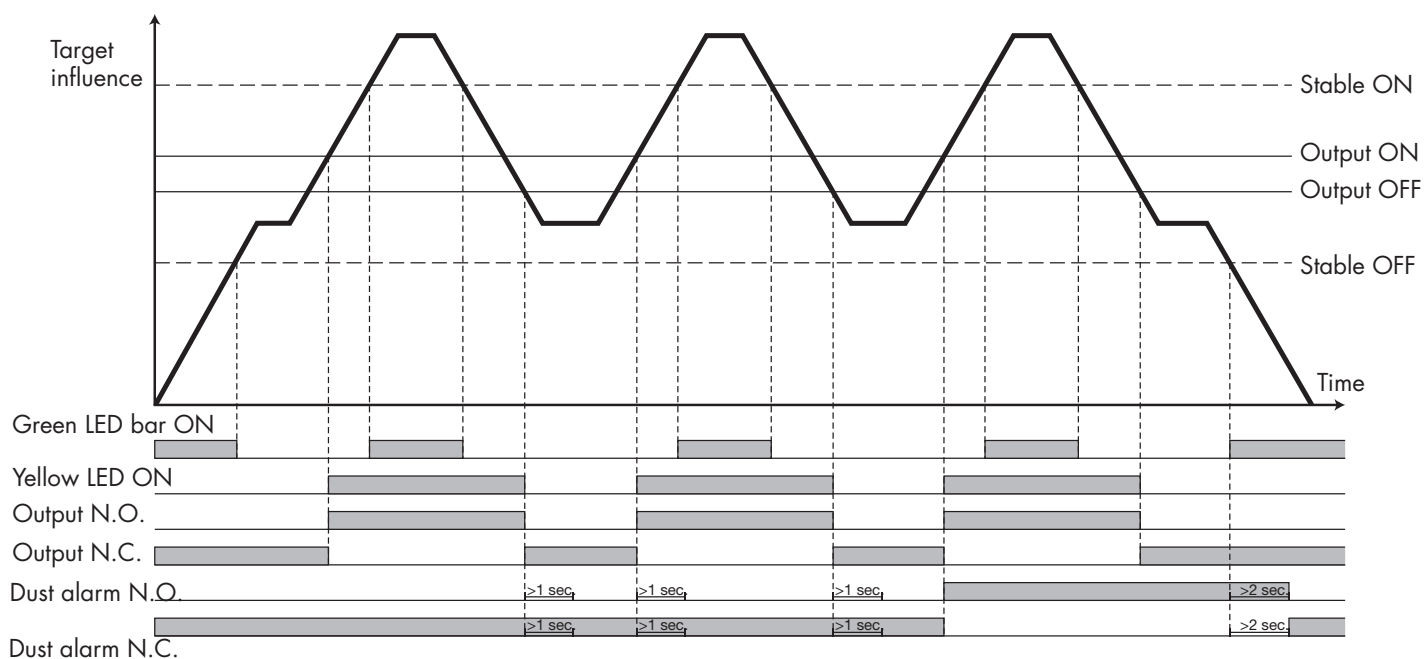 Target
influence
Stable ON
Output ON
Output OFF
Stable OFF
Time
Green LED bar ON
Yellow LED ON
Output N.O.
Output N.C.
Dust alarm N.O.
>1 sec.
>1 sec.
>1 sec.
>2 sec.
Dust alarm N.C.
>1 sec.
>1 sec.
>1 sec.
>2 sec.